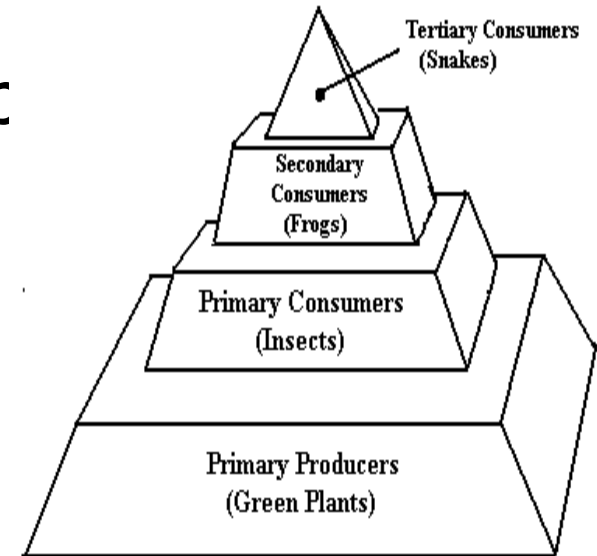 Tertiary Consumers
(Snakes)
Secondary
Consumers
(Frogs)
Primary Consumers
(Insects)
Primary Producers
(Green Plants)